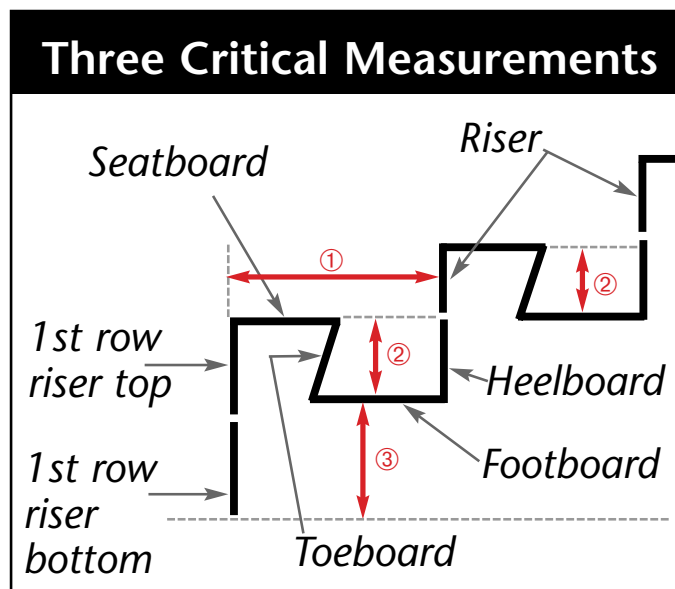 Three Critical Measurements
Riser
Seatboard
①
②
1st row
riser top
②
Heelboard
③
Footboard
1st row
riser
bottom
Toeboard